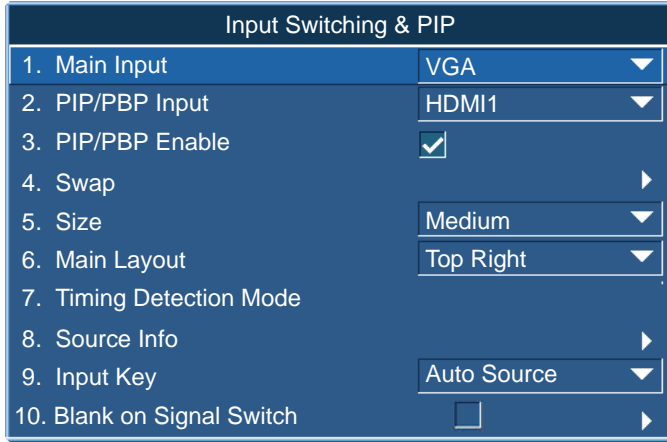 Input Switching & PIP
1. Main Input VGA
2. PIP/PBP Input HDMI1
3. PIP/PBP Enable
4. Swap
5. Size Medium
6. Main Layout Top Right
7. Timing Detection Mode
8. Source Info
9. Input Key Auto Source
10. Blank on Signal Switch